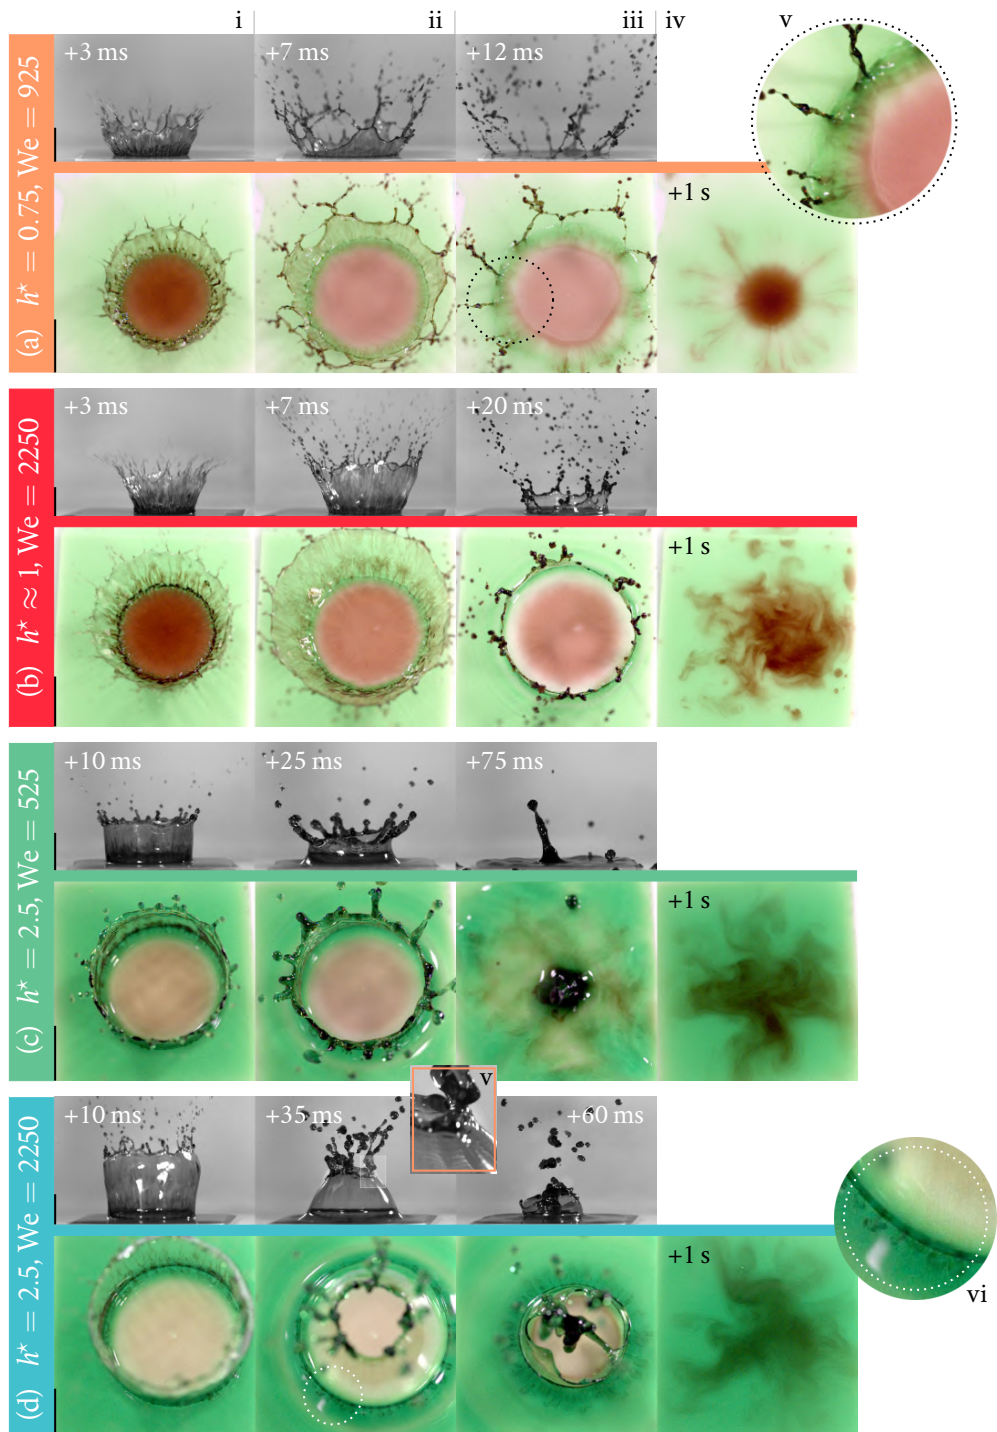 i
ii
iii
iv
v
(a) h* = 0.75, We = 925
+3 ms
+7 ms
+12 ms
+1 s
(b) h* ≈ 1, We = 2250
+3 ms
+7 ms
+20 ms
+1 s
(c) h* = 2.5, We = 525
+10 ms
+25 ms
+75 ms
+1 s
(d) h* = 2.5, We = 2250
+10 ms
+35 ms
v
+60 ms
+1 s
vi